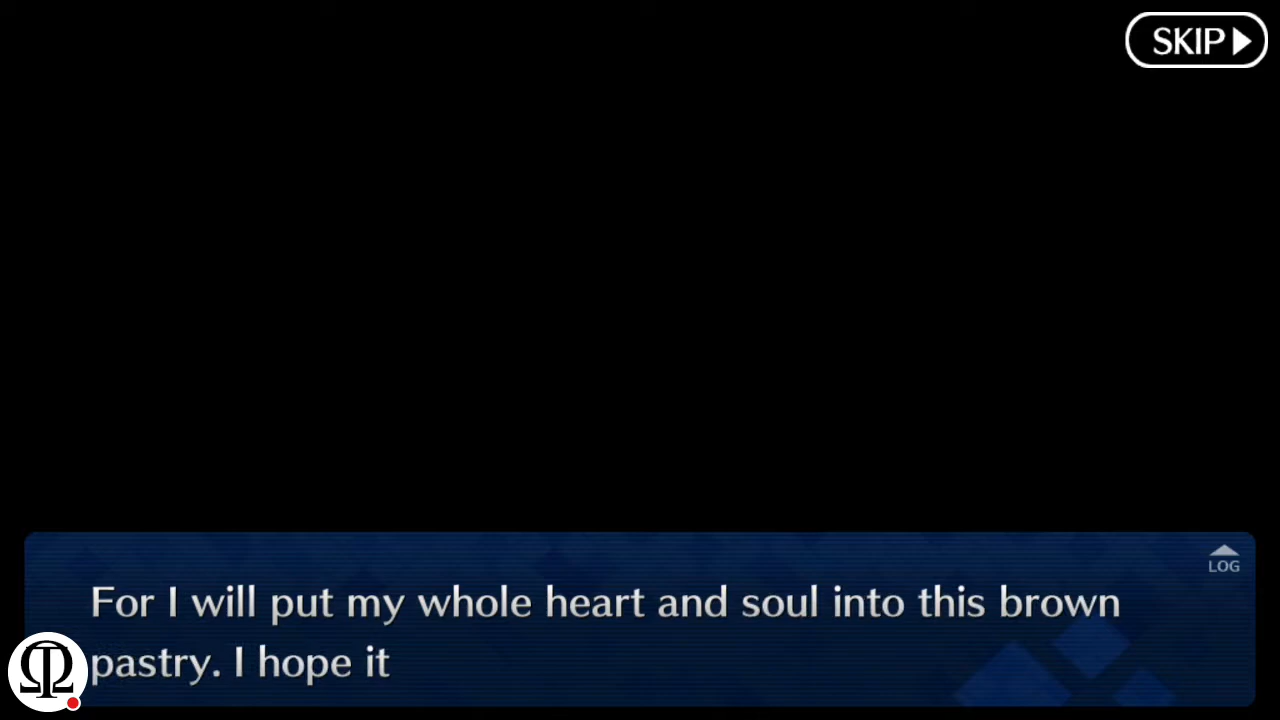 SKIP
LOG
For I will put my whole heart and soul into this brown
pastry. I hope it